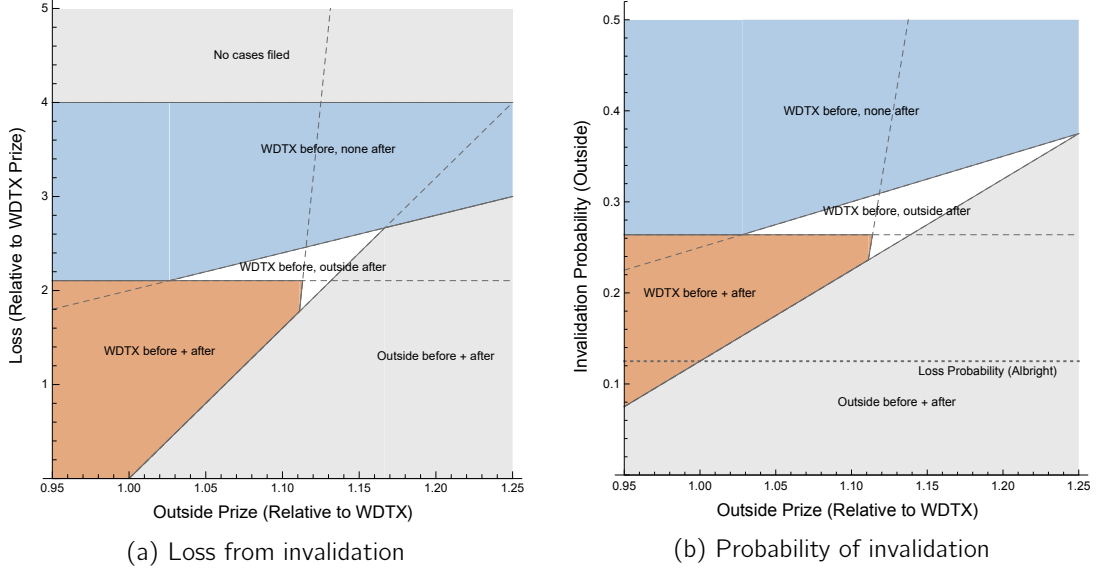 5
4
3
2
1
Loss (Relative to WDTX Prize)
No cases filed
WDTX before, none after
WDTX before, outside after
WDTX before + after
Outside before + after
0.95 1.00 1.05 1.10 1.15 1.20 1.25
Outside Prize (Relative to WDTX)
(a) Loss from invalidation
0.5
0.4
0.3
0.2
0.1
Invalidation Probability (Outside)
WDTX before, none after
WDTX before, outside after
WDTX before + after
Loss Probability (Albright)
Outside before + after
0.95 1.00 1.05 1.10 1.15 1.20 1.25
Outside Prize (Relative to WDTX)
(b) Probability of invalidation